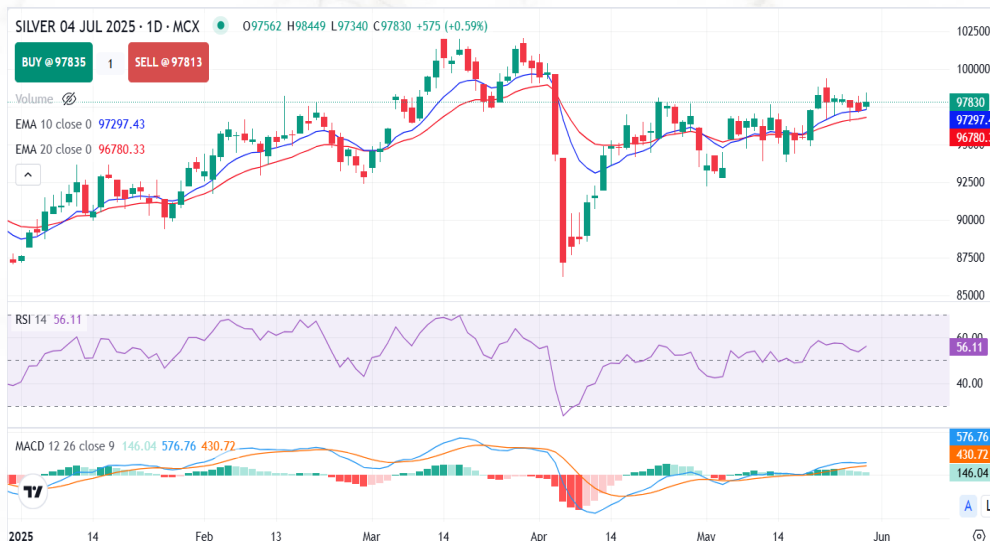 SILVER 04 JUL 2025 · 1D · MCX O97562 H98449 L97340 C97830 +575 (+0.59%)
BUY @ 97835 1 SELL @ 97813
Volume
EMA 10 close 0 97297.43
EMA 20 close 0 96780.33
102500
100000
97830
97297.4
96780.
95000
92500
90000
87500
85000
RSI 14 56.11
60.00
56.11
40.00
MACD 12 26 close 9 146.04 576.76 430.72
576.76
430.72
146.04
A L
2025 14 Feb 13 Mar 14 Apr 14 May 14 Jun